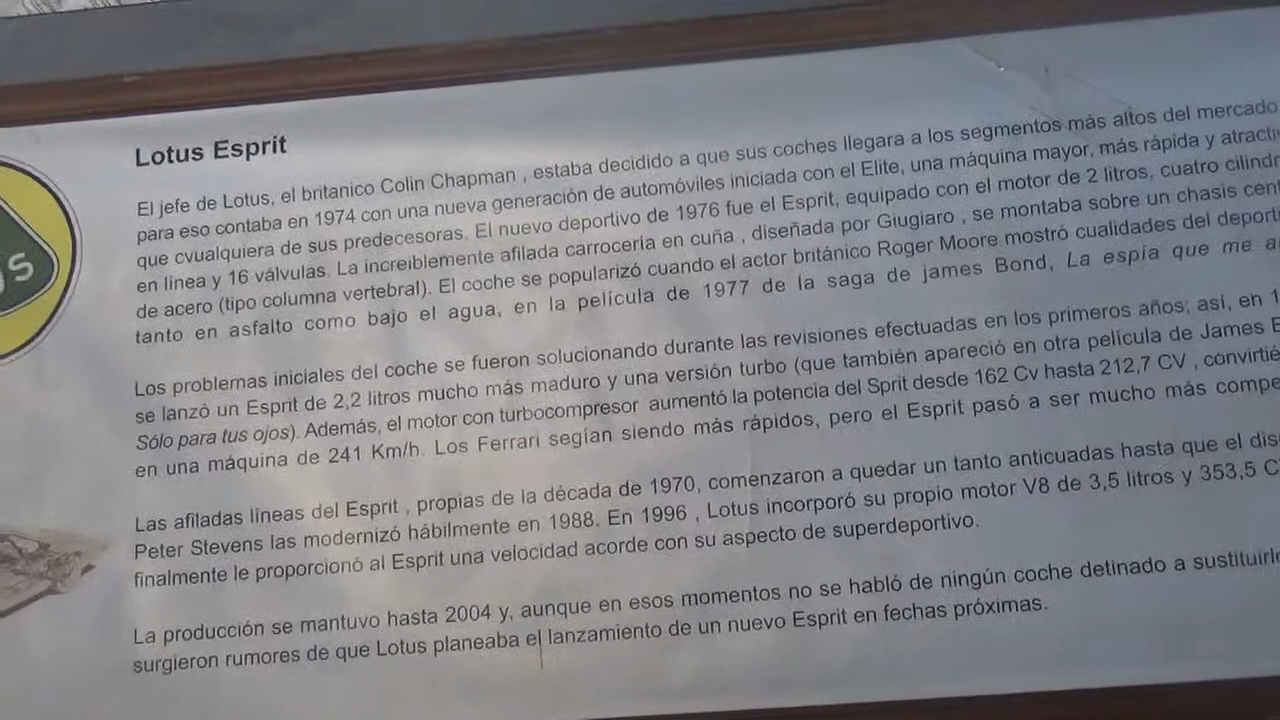 Lotus Esprit
El jefe de Lotus, el britanico Colin Chapman , estaba decidido a que sus coches llegara a los segmentos más altos del mercado
para eso contaba en 1974 con una nueva generación de automóviles iniciada con el Elite, una máquina mayor, más rápida y
que cvualquiera de sus predecesoras. El nuevo deportivo de 1976 fue el Esprit, equipado con el motor de 2 litros, cuatro
en línea y 16 válvulas. La increiblemente afilada carrocería en cuña , diseñada por Giugiaro , se montaba sobre un chasis
de acero (tipo columna vertebral). El coche se popularizó cuando el actor británico Roger Moore mostró cualidades del
tanto en asfalto como bajo el agua, en la película de 1977 de la saga de james Bond, La espía que me
Los problemas iniciales del coche se fueron solucionando durante las revisiones efectuadas en los primeros años; así, en
se lanzó un Esprit de 2,2 litros mucho más maduro y una versión turbo (que también apareció en otra película de James
Sólo para tus ojos). Además, el motor con turbocompresor aumentó la potencia del Sprit desde 162 Cv hasta 212,7 CV ,
en una máquina de 241 Km/h. Los Ferrari segían siendo más rápidos, pero el Esprit pasó a ser mucho más
Las afiladas líneas del Esprit , propias de la década de 1970, comenzaron a quedar un tanto anticuadas hasta que el
Peter Stevens las modernizó hábilmente en 1988. En 1996 , Lotus incorporó su propio motor V8 de 3,5 litros y 353,5
finalmente le proporcionó al Esprit una velocidad acorde con su aspecto de superdeportivo.
La producción se mantuvo hasta 2004 y, aunque en esos momentos no se habló de ningún coche detinado a
surgieron rumores de que Lotus planeaba el lanzamiento de un nuevo Esprit en fechas próximas.